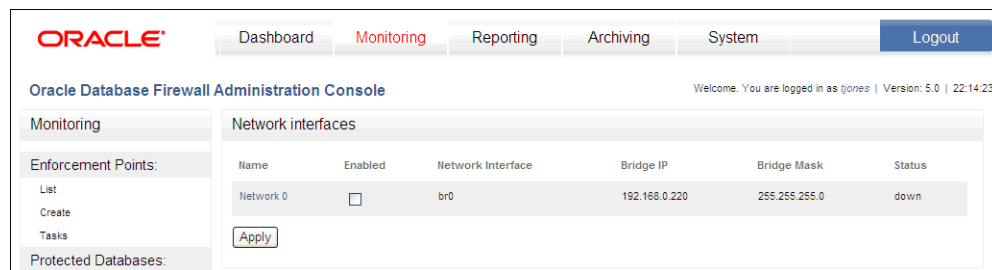 ORACLE
Dashboard Monitoring Reporting Archiving System Logout
Oracle Database Firewall Administration Console Welcome. You are logged in as tjones | Version: 5.0 | 22:14:23
Monitoring
Network interfaces
Enforcement Points:
Name Enabled Network Interface Bridge IP Bridge Mask Status
List
Network 0 br0 192.168.0.220 255.255.255.0 down
Create
Tasks
Apply
Protected Databases: